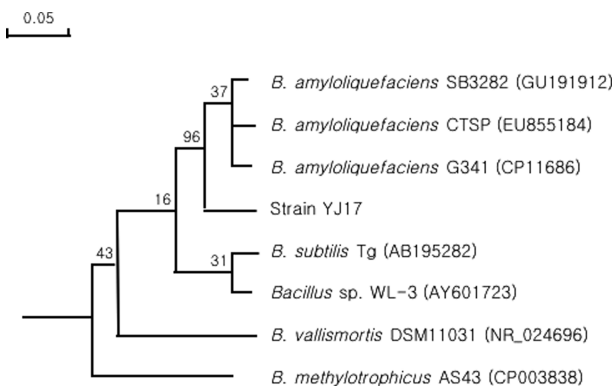 0.05
37
B. amyloliquefaciens SB3282 (GU191912)
B. amyloliquefaciens CTSP (EU855184)
96
B. amyloliquefaciens G341 (CP11686)
16
Strain YJ17
43
B. subtilis Tg (AB195282)
31
Bacillus sp. WL-3 (AY601723)
B. vallismortis DSM11031 (NR_024696)
B. methylotrophicus AS43 (CP003838)